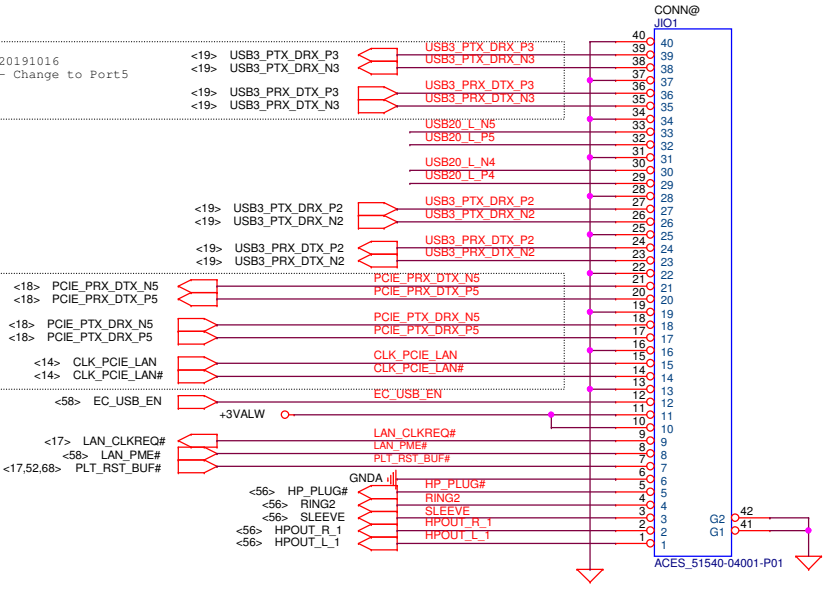 CONN@
JIO1
20191016
- Change to Port5
<19> USB3_PTX_DRX_P3 USB3_PTX_DRX_P3
<19> USB3_PTX_DRX_N3 USB3_PTX_DRX_N3
<19> USB3_PRX_DTX_P3 USB3_PRX_DTX_P3
<19> USB3_PRX_DTX_N3 USB3_PRX_DTX_N3
USB20_L_N5
USB20_L_P5
USB20_L_N4
USB20_L_P4
<19> USB3_PTX_DRX_P2 USB3_PTX_DRX_P2
<19> USB3_PTX_DRX_N2 USB3_PTX_DRX_N2
<19> USB3_PRX_DTX_P2 USB3_PRX_DTX_P2
<19> USB3_PRX_DTX_N2 USB3_PRX_DTX_N2
<18> PCIE_PRX_DTX_N5 PCIE_PRX_DTX_N5
<18> PCIE_PRX_DTX_P5 PCIE_PRX_DTX_P5
<18> PCIE_PTX_DRX_N5 PCIE_PRX_DTX_N5
<18> PCIE_PTX_DRX_P5 PCIE_PRX_DTX_P5
<14> CLK_PCIE_LAN CLK_PCIE_LAN
<14> CLK_PCIE_LAN# CLK_PCIE_LAN#
<58> EC_USB_EN EC_USB_EN
+3VALW
<17> LAN_CLKREQ# LAN_CLKREQ#
<58> LAN_PME# LAN_PME#
<17,52,68> PLT_RST_BUF# PLT_RST_BUF#
GNDA
<56> HP_PLUG# HP_PLUG#
<56> RING2 RING2
<56> SLEEVE SLEEVE
<56> HPOUT_R_1 HPOUT_R_1
<56> HPOUT_L_1 HPOUT_L_1
40 40
39 39
38 38
37 37
36 36
35 35
34 34
33 33
32 32
31 31
30 30
29 29
28 28
27 27
26 26
25 25
24 24
23 23
22 22
21 21
20 20
19 19
18 18
17 17
16 16
15 15
14 14
13 13
12 12
11 11
10 10
9 9
8 8
7 7
6 6
5 5
4 4
3 3
2 2
1 1
G2 42
G1 41
ACES_51540-04001-P01